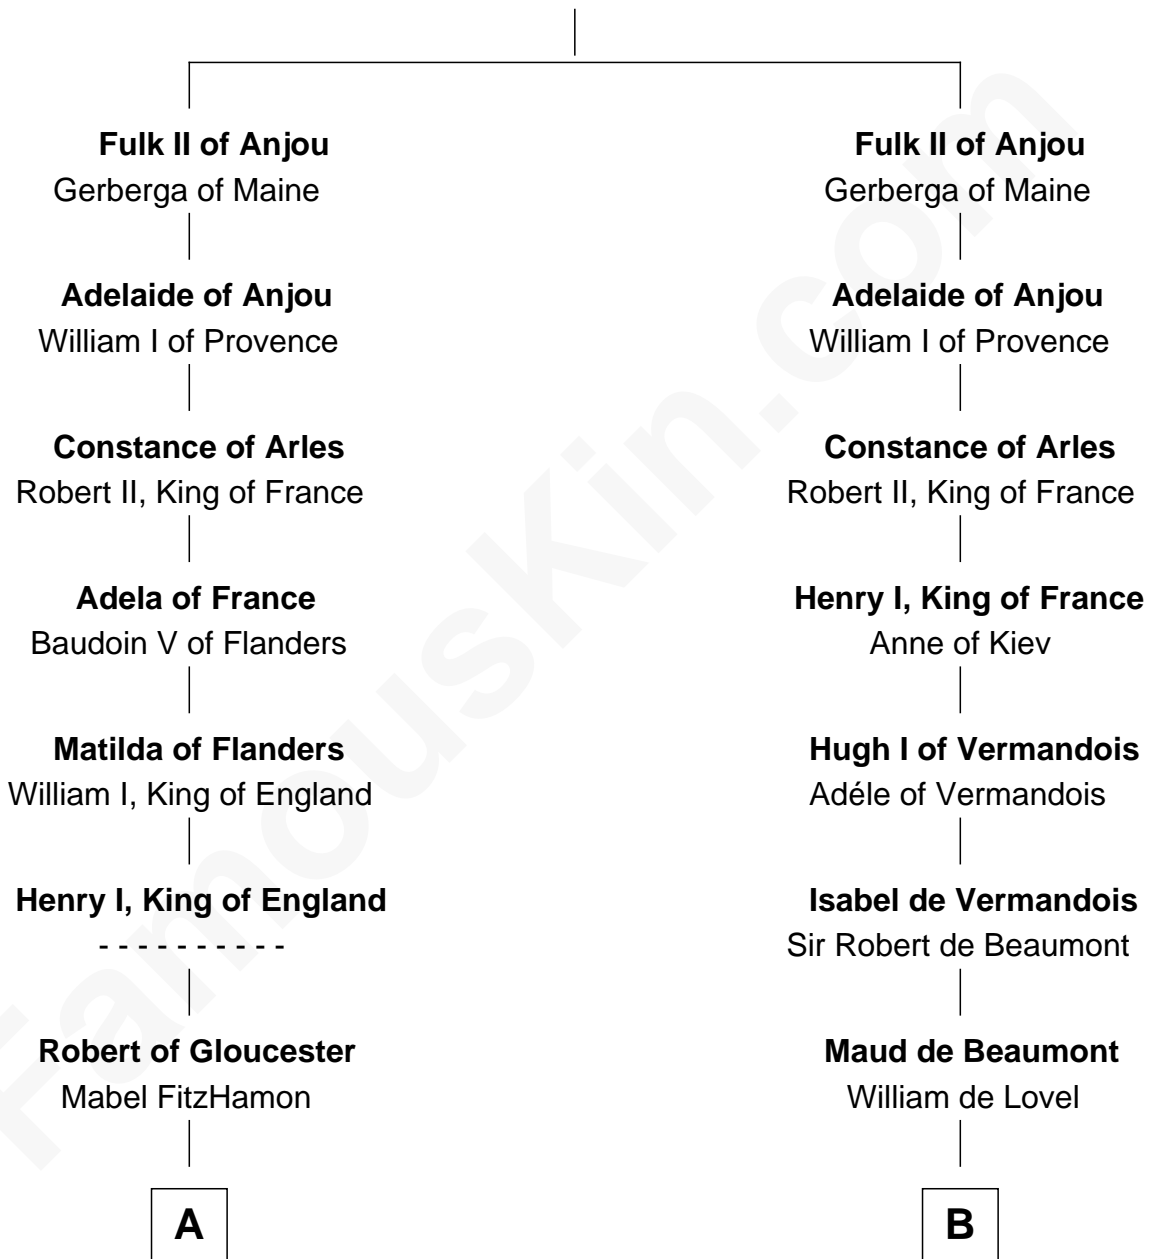 Fulk II of Anjou
Gerberga of Maine
Adelaide of Anjou
William I of Provence
Constance of Arles
Robert II, King of France
Adela of France
Baudoin V of Flanders
Matilda of Flanders
William I, King of England
Henry I, King of England
- - - - - - - - - -
Robert of Gloucester
Mabel FitzHamon
A
Fulk II of Anjou
Gerberga of Maine
Adelaide of Anjou
William I of Provence
Constance of Arles
Robert II, King of France
Henry I, King of France
Anne of Kiev
Hugh I of Vermandois
Adéle of Vermandois
Isabel de Vermandois
Sir Robert de Beaumont
Maud de Beaumont
William de Lovel
B
FamousKin.com